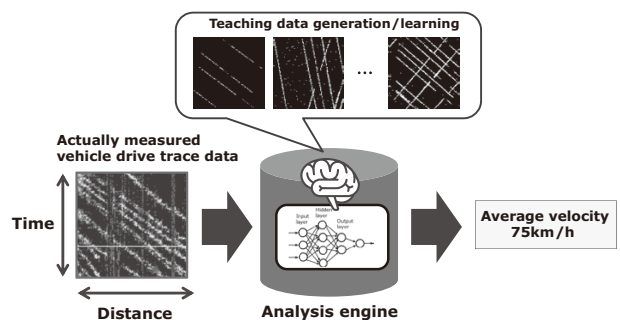 Teaching data generation/learning
...
Actually measured
vehicle drive trace data
Time
Distance
Input
layer
Hidden
layer
Output
layer
Analysis engine
Average velocity
75km/h